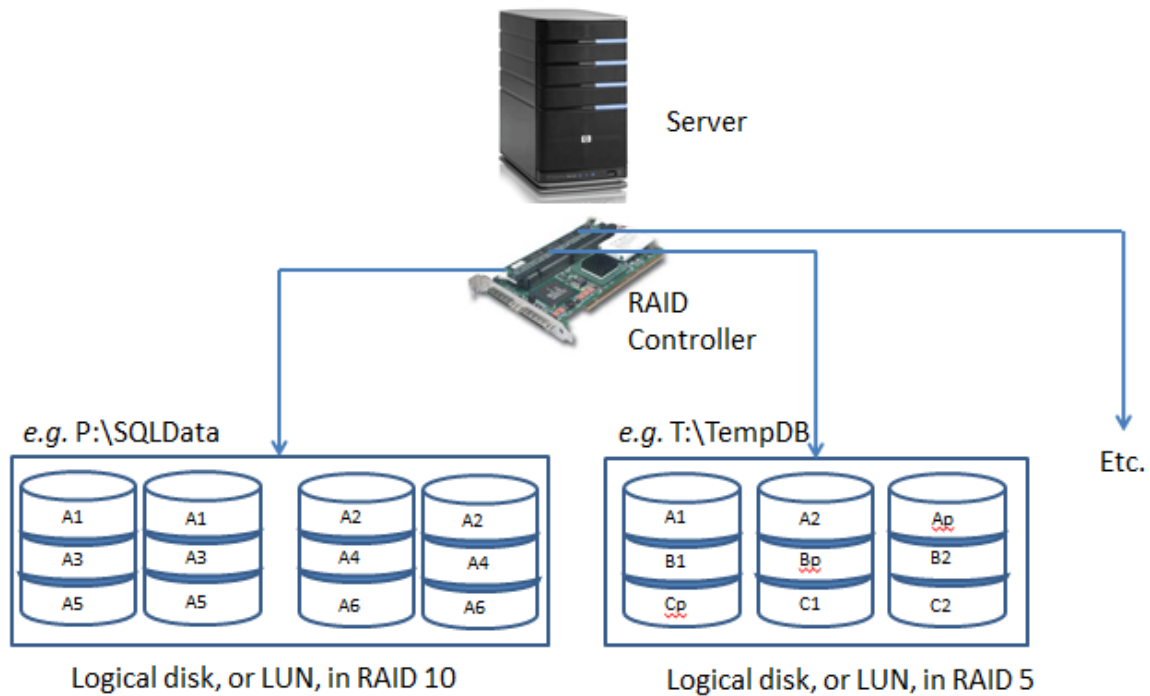 Server
RAID
Controller
e.g. P:\SQLData
e.g. T:\TempDB
Etc.
A1
A1
A2
A2
A3
A3
A4
A4
A5
A5
A6
A6
A1
A2
Ap
B1
Bp
B2
Cp
C1
C2
Logical disk, or LUN, in RAID 10
Logical disk, or LUN, in RAID 5